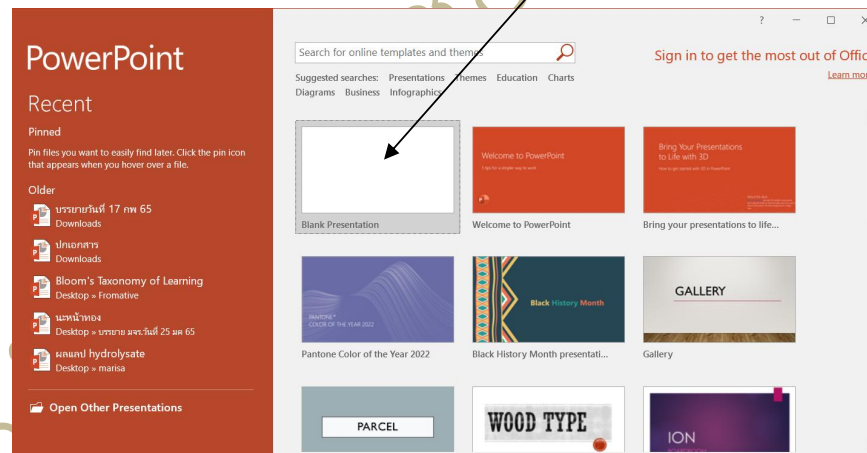 PowerPoint
Recent
Pinned
Pin files you want to easily find later. Click the pin icon
that appears when you hover over a file.
Older
บรรยายวันที่ 17 กพ 65
Downloads
ปกเอกสาร
Downloads
Bloom's Taxonomy of Learning
Desktop » Fromative
นะหน้าทอง
Desktop » บรรยาย มจร.วันที่ 25 มค 65
ผลแลป hydrolysate
Desktop » marisa
Open Other Presentations
Search for online templates and themes
Suggested searches: Presentations Themes Education Charts
Diagrams Business Infographics
Sign in to get the most out of Offic
Learn mor
Blank Presentation
Welcome to PowerPoint
Welcome to PowerPoint
Bring Your Presentations
to Life with 3D
Bring your presentations to life...
PANTONE®
COLOR OF THE YEAR 2022
Pantone Color of the Year 2022
Black History Month
Black History Month presentati...
GALLERY
Gallery
PARCEL
WOOD TYPE
ION